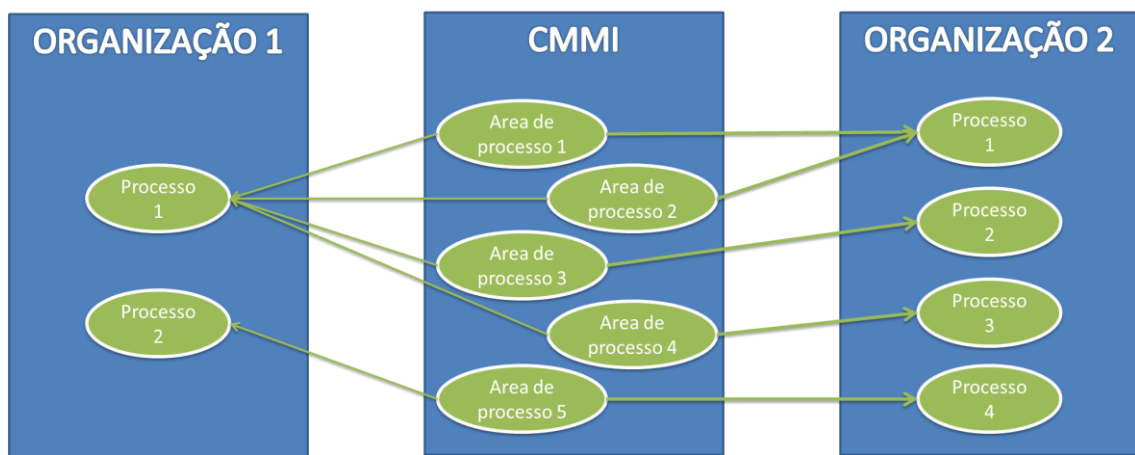 ORGANIZAÇÃO 1
Processo
1
Processo
2
CMMI
Area de
processo 1
Area de
processo 2
Area de
processo 3
Area de
processo 4
Area de
processo 5
ORGANIZAÇÃO 2
Processo
1
Processo
2
Processo
3
Processo
4